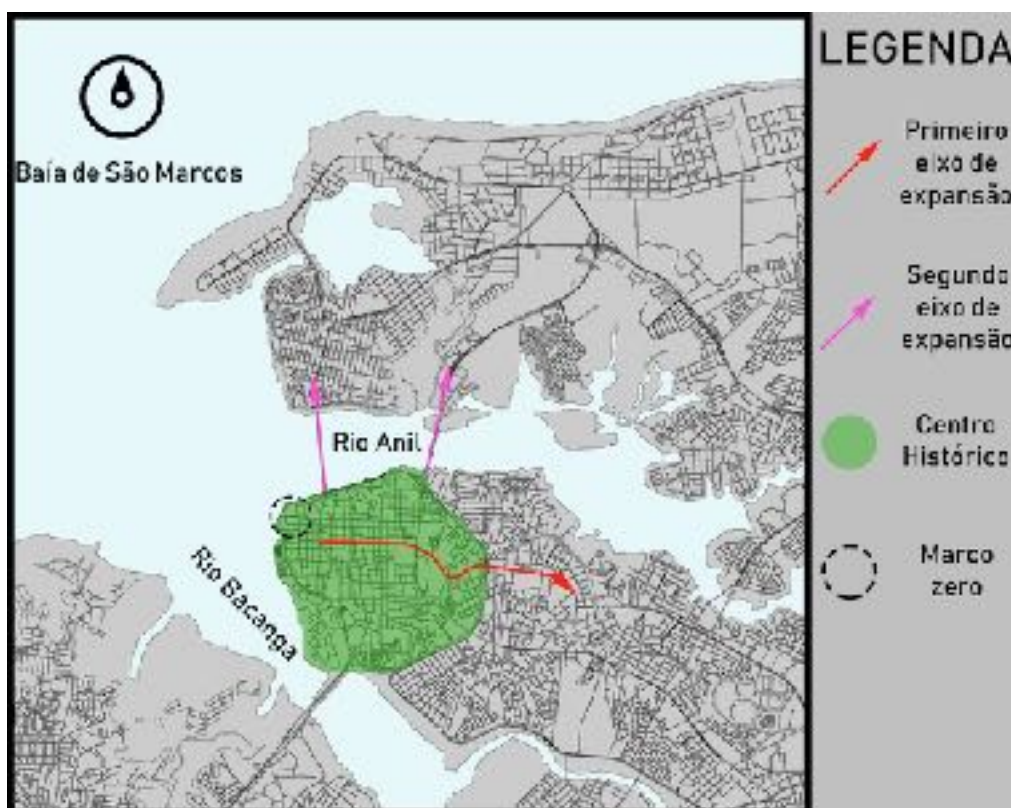 LEGENDA
Primeiro
eixo de
expansão
Segundo
eixo de
expansão
Centro
Histórico
Marco
zero
Baía de São Marcos
Rio Anil
Rio Bacanga